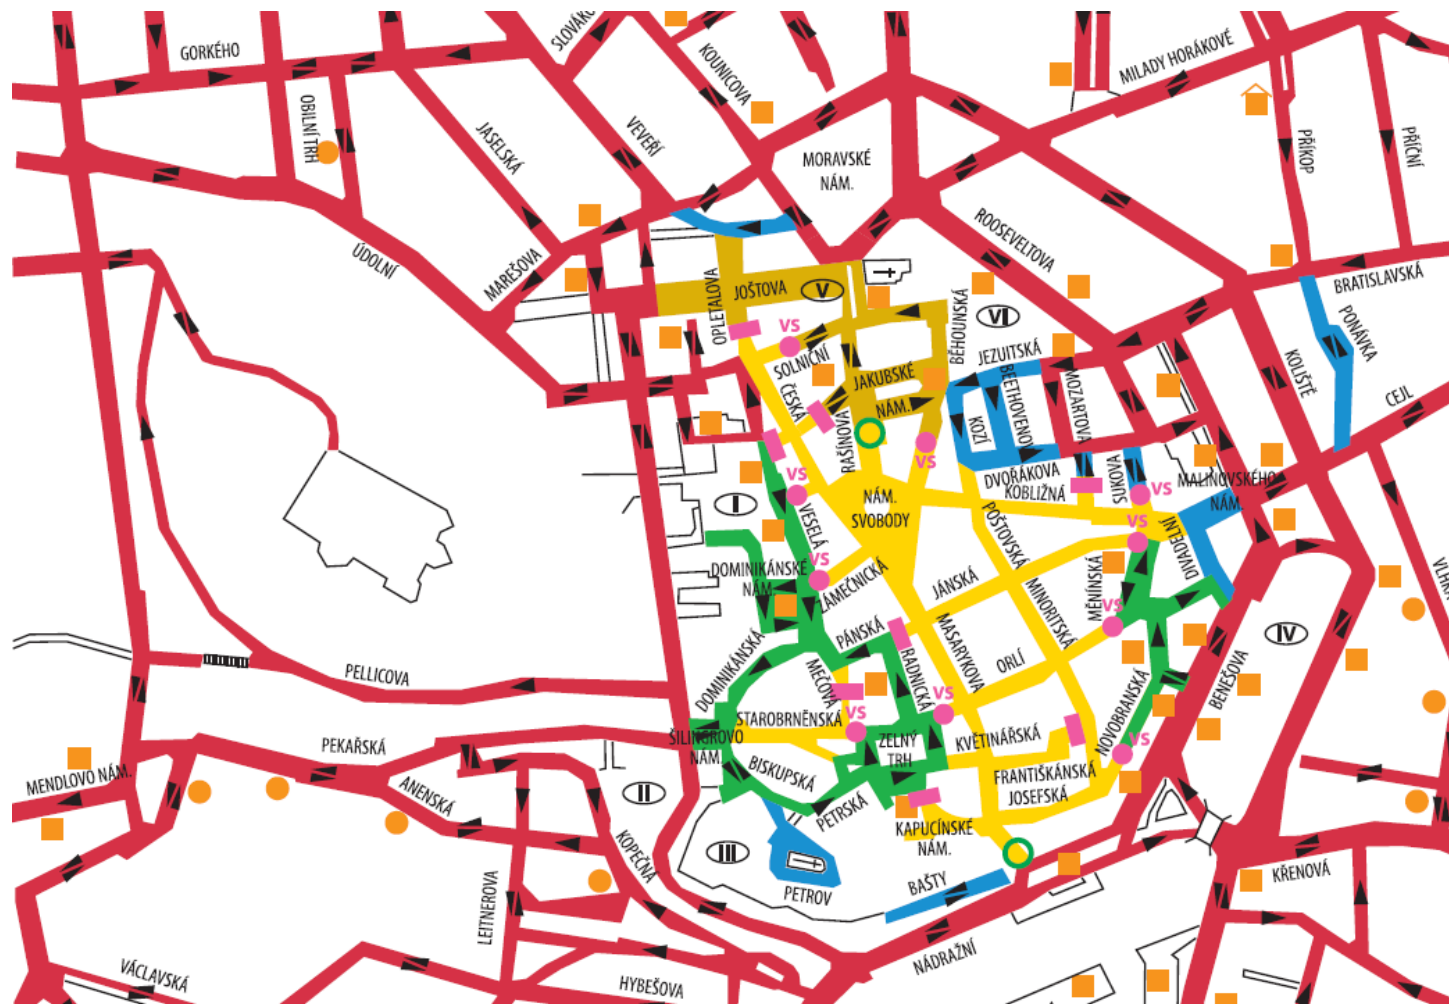 GORKÉHO
SLOVÁK
KOUNICOVA
MILADY HORÁKOVÉ
OBILNÍ TRH
JASELSKÁ
VEVEŘÍ
MORAVSKÉ
NÁM.
PŘÍKOP
PŘÍČNÍ
ÚDOLNÍ
MAREŠOVA
ROOSEVELTOVA
BRATISLAVSKÁ
OPLETALOVA
JOŠTOVA
V
BĚHOUNSKÁ
VI
PONÁVKA
VS
SOLNIČNÍ
JEZUITSKÁ
KOLIŠTĚ
ČESKÁ
JAKUBSKÉ
NÁM.
BEETHOVENOV
MOZARTOVA
CEJL
RAŠÍNOVA
KOZÍ
VS
DVOŘÁKOVA
KOBLIŽNÁ
SUKOVA
MALINOVSKÉHO
NÁM.
VS
VS
I
VESELÁ
NÁM.
SVOBODY
POŠTOVSKÁ
VS
DIVADELNÍ
DOMINIKÁNSKÉ
NÁM.
VS
ZÁMEČNICKÁ
JÁNSKÁ
MINORITSKÁ
MĚNÍNSKÁ
VS
VLHK
DOMINIKÁNSKÁ
PÁNSKÁ
MASARYKOVA
ORLÍ
IV
PELLICOVA
MEČOVÁ
RADNICKÁ
VS
NOVOBRANSKÁ
BENEŠOVA
STAROBRNĚNSKÁ
VS
ŠILINGROVO
NÁM.
ZELNÝ
TRH
KVĚTINÁŘSKÁ
VS
PEKAŘSKÁ
MENDLOVO NÁM.
BISKUPSKÁ
FRANTIŠKÁNSKÁ
JOSEFSKÁ
ANENSKÁ
II
PETRSKÁ
KAPUCÍNSKÉ
NÁM.
KOPEČNÁ
III
PETROV
BAŠTY
KŘENOVÁ
LEITNEROVA
NÁDRAŽNÍ
VÁCLAVSKÁ
HYBEŠOVA